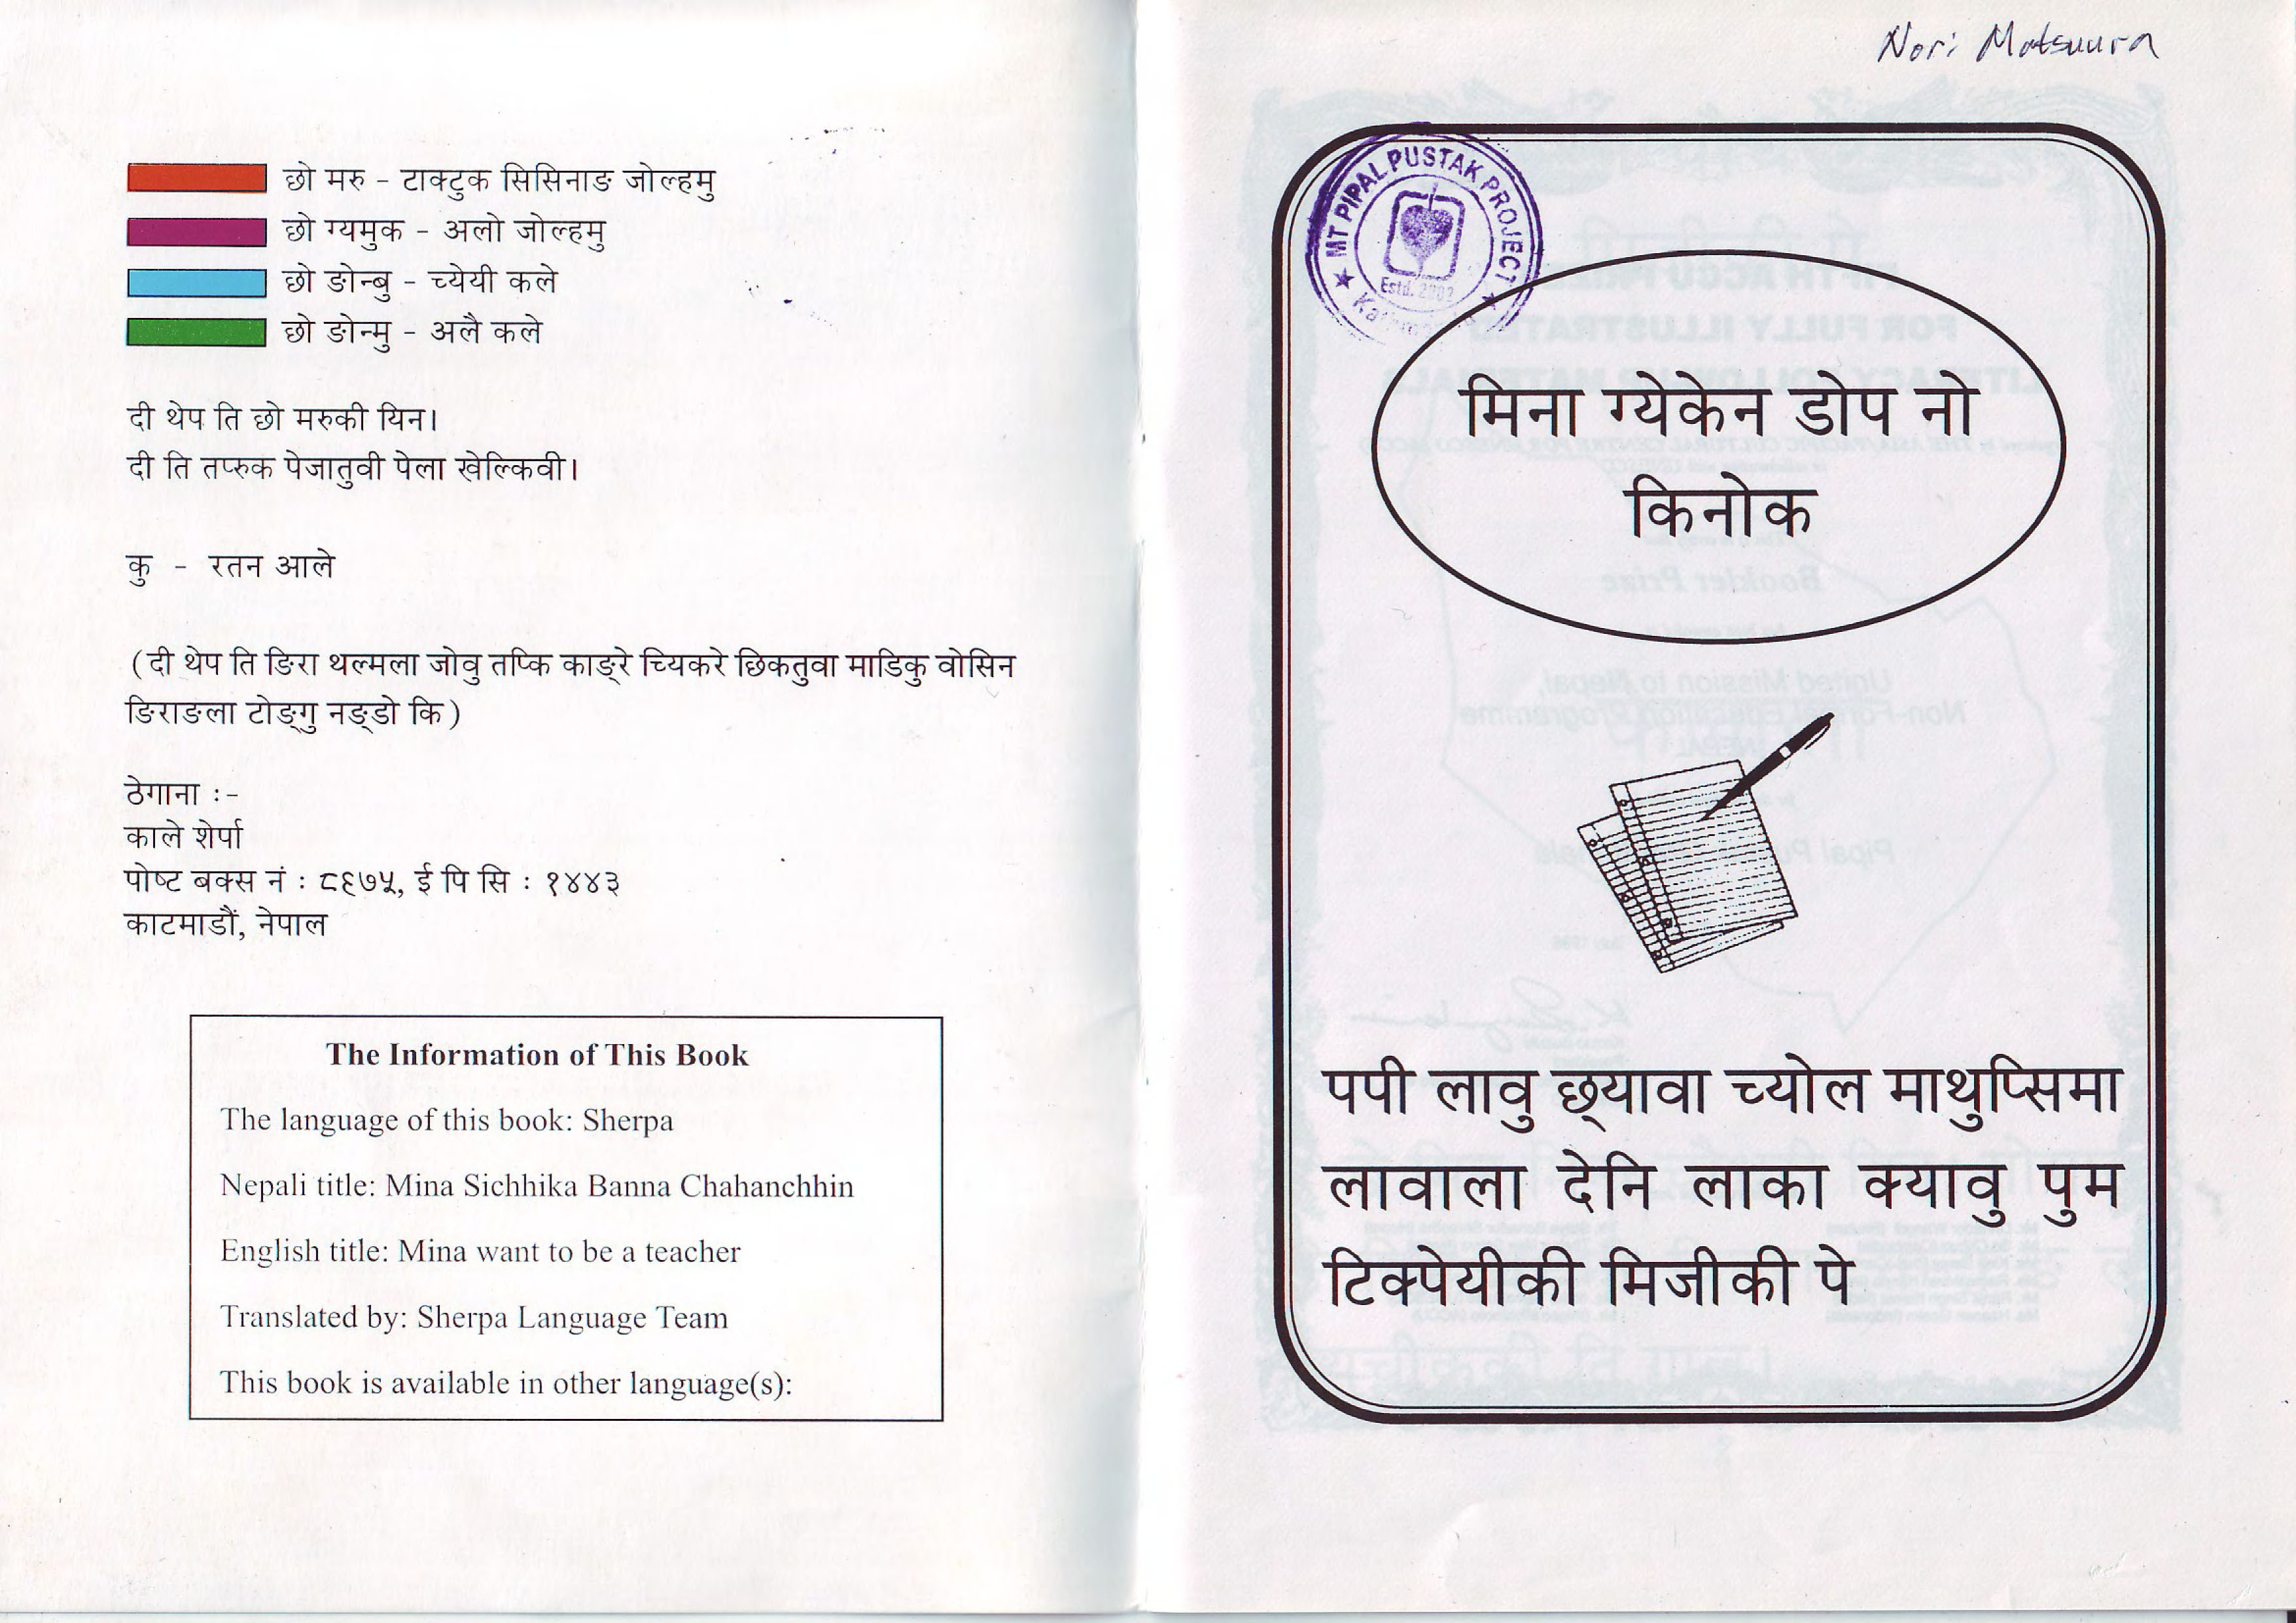 छो मरु - टाक्टुक सिसिनाङ जोल्हमु
छो ग्यमुक - अलो जोल्हमु
छो ङोन्बु - च्येयी कले
छो ङोन्मु - अलै कले
दी थेप ति छो मरुकी यिन।
दी ति तप्रुक पेजातुवी पेला खेल्किवी।
कु - रतन आले
(दी थेप ति ङिरा थल्मला जोवु तप्कि काङ्रे च्यिकरे छिकतुवा माडिकु वोसिन
ङिराङला टोङ्गु नङ्डो कि)
ठेगाना :-
काले शेर्पा
पोष्ट बक्स नं : ८९७५, ई पि सि : १४४३
काटमाडौं, नेपाल
The Information of This Book
The language of this book: Sherpa
Nepali title: Mina Sichhika Banna Chahanchhin
English title: Mina want to be a teacher
Translated by: Sherpa Language Team
This book is available in other language(s):
Nori Matsuura
MT PIPAL PUSTAK PROJECT
Estd. 2002
मिना ग्येकेन डोप नो
किनोक
पपी लावु छ्यावा च्योल माथुप्सिमा
लावाला देनि लाका क्यावु पुम
टिक्पेयीकी मिजीकी पे